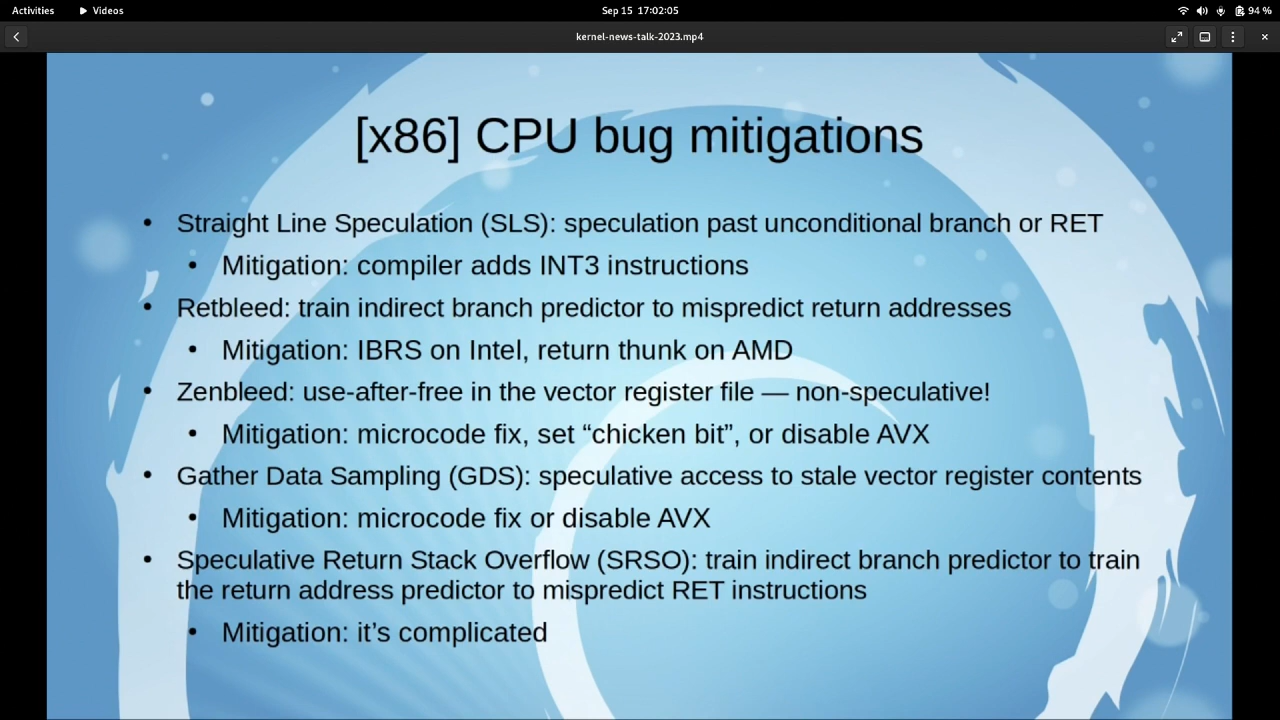 Activities
Videos
Sep 15 17:02:05
94 %
kernel-news-talk-2023.mp4
[x86] CPU bug mitigations
• Straight Line Speculation (SLS): speculation past unconditional branch or RET
• Mitigation: compiler adds INT3 instructions
• Retbleed: train indirect branch predictor to mispredict return addresses
• Mitigation: IBRS on Intel, return thunk on AMD
• Zenbleed: use-after-free in the vector register file — non-speculative!
• Mitigation: microcode fix, set “chicken bit”, or disable AVX
• Gather Data Sampling (GDS): speculative access to stale vector register contents
• Mitigation: microcode fix or disable AVX
• Speculative Return Stack Overflow (SRSO): train indirect branch predictor to train
the return address predictor to mispredict RET instructions
• Mitigation: it’s complicated